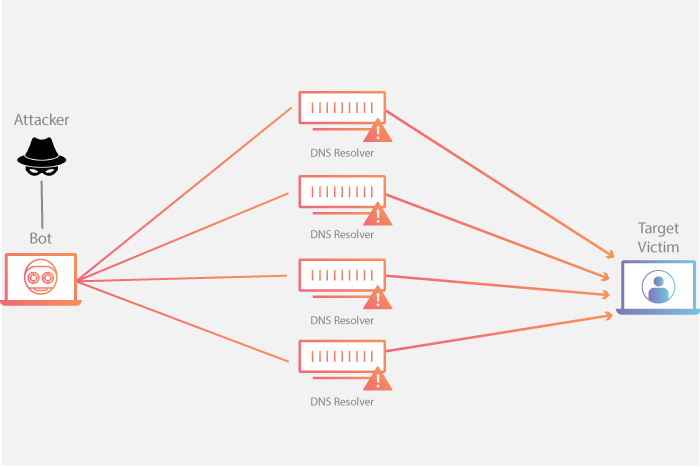 Attacker
Bot
DNS Resolver
DNS Resolver
DNS Resolver
DNS Resolver
Target
Victim